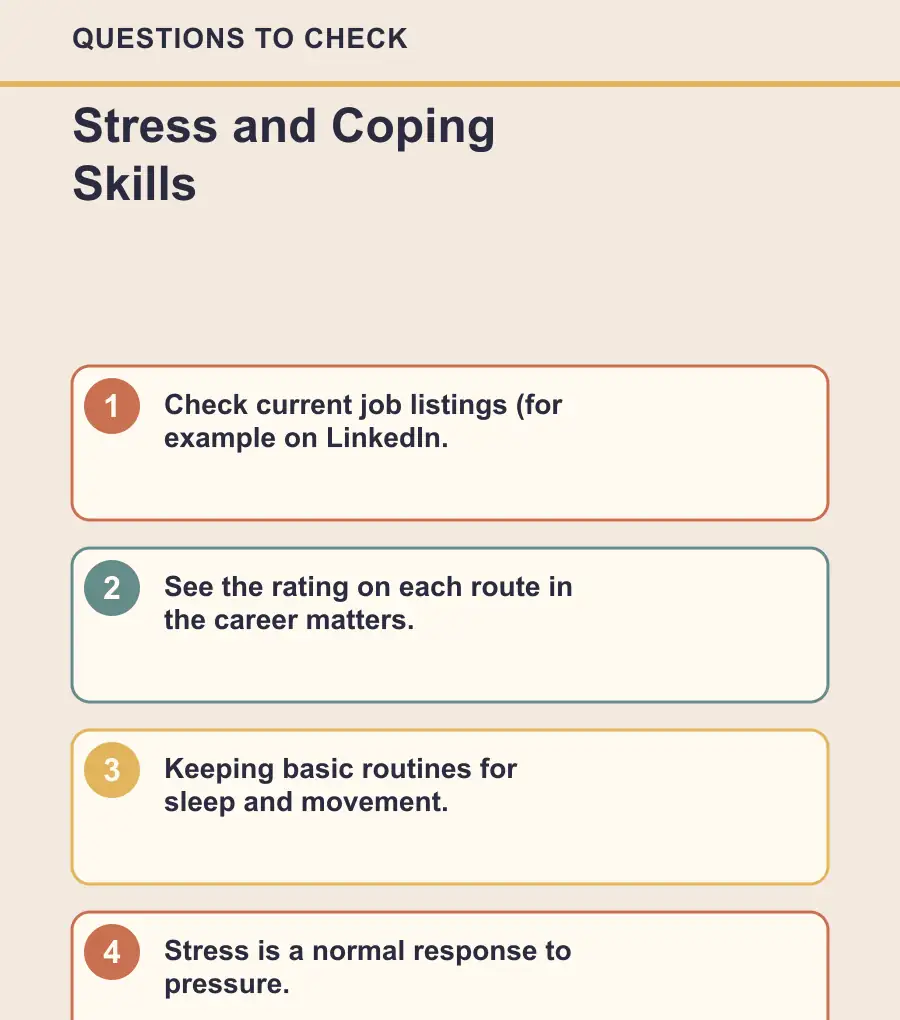 QUESTIONS TO CHECK
Stress and Coping
Skills
1
Check current job listings (for
example on LinkedIn.
2
See the rating on each route in
the career matters.
3
Keeping basic routines for
sleep and movement.
4
Stress is a normal response to
pressure.